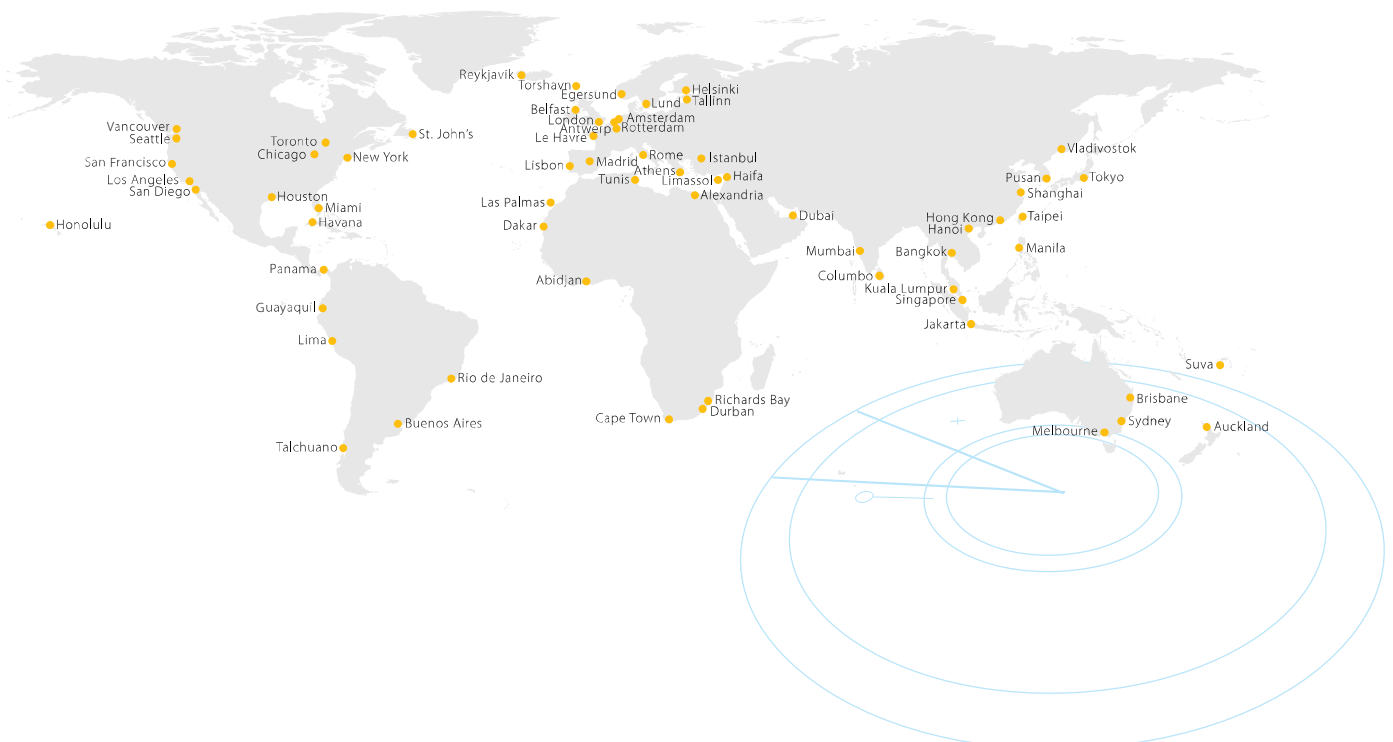 Reykjavik
Torshavn
Egersund
Helsinki
Tallinn
Lund
Belfast
London
Amsterdam
Antwerp
Rotterdam
Le Havre
Vancouver
Seattle
Toronto
Chicago
St. John's
New York
San Francisco
Los Angeles
San Diego
Lisbon
Madrid
Rome
Istanbul
Athens
Tunis
Limassol
Haifa
Alexandria
Vladivostok
Pusan
Tokyo
Shanghai
Houston
Miami
Havana
Honolulu
Las Palmas
Dakar
Dubai
Hong Kong
Hanoi
Taipei
Mumbai
Bangkok
Manila
Panama
Abidjan
Columbo
Kuala Lumpur
Singapore
Guayaquil
Jakarta
Lima
Suva
Rio de Janeiro
Richards Bay
Durban
Cape Town
Brisbane
Buenos Aires
Sydney
Melbourne
Auckland
Talchuano